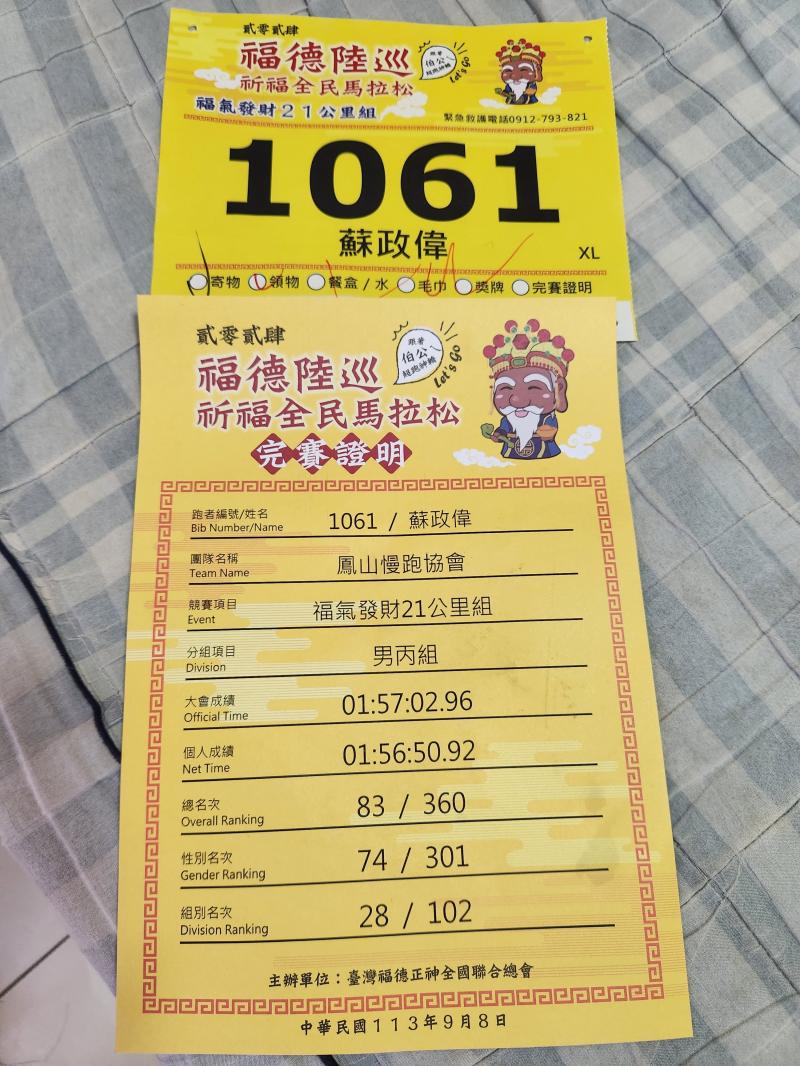 貳零貳肆
福德陸巡
祈福全民馬拉松
福氣發財21公里組
跟著
伯公ㄟ
超跑神轎
Let's Go
緊急救護電話0912-793-821
1061
蘇政偉
XL
寄物 領物 餐盒 / 水 毛巾 獎牌 完賽證明
貳零貳肆
福德陸巡
祈福全民馬拉松
完賽證明
跟著
伯公ㄟ
超跑神轎
Let's Go
跑者編號/姓名
Bib Number/Name
1061 / 蘇政偉
團隊名稱
Team Name
鳳山慢跑協會
競賽項目
Event
福氣發財21公里組
分組項目
Division
男丙組
大會成績
Official Time
01:57:02.96
個人成績
Net Time
01:56:50.92
總名次
Overall Ranking
83 / 360
性別名次
Gender Ranking
74 / 301
組別名次
Division Ranking
28 / 102
主辦單位：臺灣福德正神全國聯合總會
中華民國113年9月8日